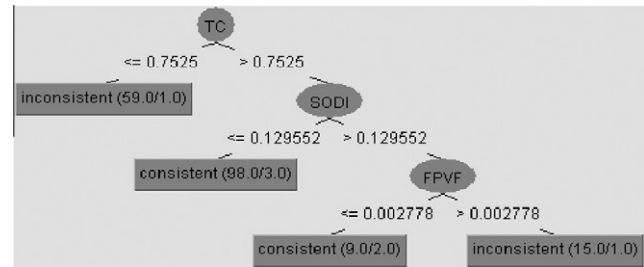 TC
<= 0.7525 > 0.7525
inconsistent (59.0/1.0)
SODI
<= 0.129552 > 0.129552
consistent (98.0/3.0)
FPVF
<= 0.002778 > 0.002778
consistent (9.0/2.0) inconsistent (15.0/1.0)